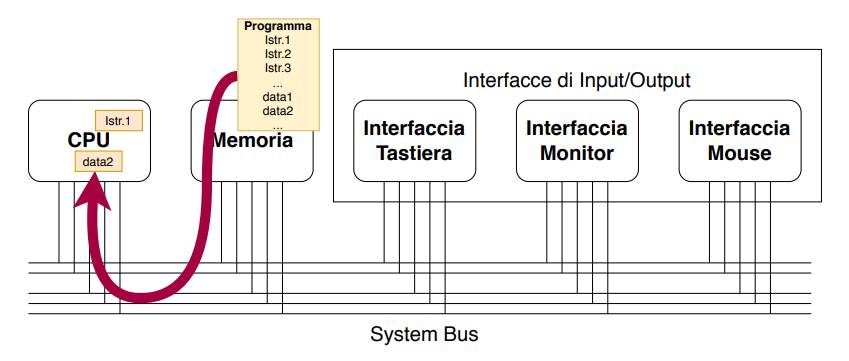 Programma
Istr.1
Istr.2
Istr.3
...
data1
data2
...
Interfacce di Input/Output
Istr.1
CPU
data2
Memoria
Interfaccia
Tastiera
Interfaccia
Monitor
Interfaccia
Mouse
System Bus